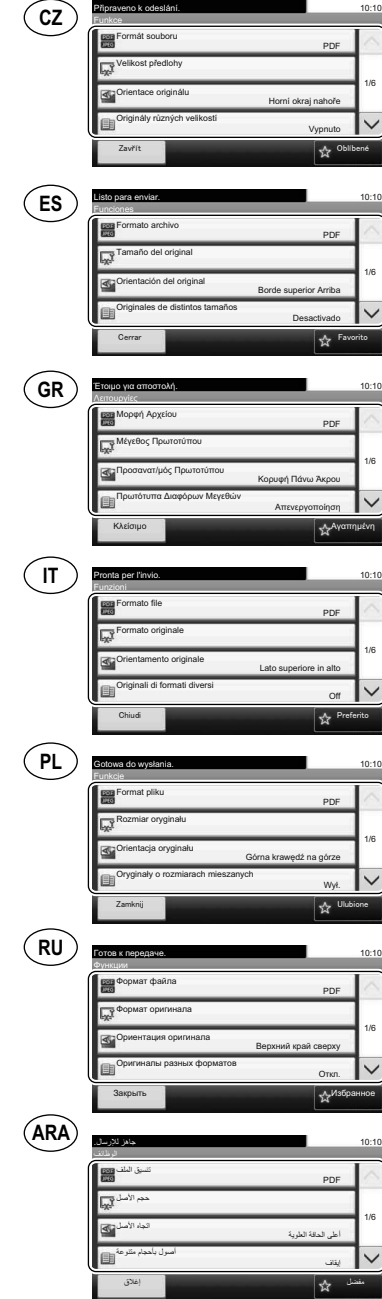 CZ
Připraveno k odeslání. 10:10
Funkce
Formát souboru
PDF
Velikost předlohy
1/6
Orientace originálu
Horní okraj nahoře
Originály různých velikostí
Vypnuto
Zavřít Oblíbené
ES
Listo para enviar. 10:10
Funciones
Formato archivo
PDF
Tamaño del original
1/6
Orientación del original
Borde superior Arriba
Originales de distintos tamaños
Desactivado
Cerrar Favorito
GR
Έτοιμο για αποστολή. 10:10
Λειτουργίες
Μορφή Αρχείου
PDF
Μέγεθος Πρωτοτύπου
1/6
Προσανατ/μός Πρωτοτύπου
Κορυφή Πάνω Άκρου
Πρωτότυπα Διαφόρων Μεγεθών
Απενεργοποίηση
Κλείσιμο Αγαπημένη
IT
Pronta per l'invio. 10:10
Funzioni
Formato file
PDF
Formato originale
1/6
Orientamento originale
Lato superiore in alto
Originali di formati diversi
Off
Chiudi Preferito
PL
Gotowa do wysłania. 10:10
Funkcje
Format pliku
PDF
Rozmiar oryginału
1/6
Orientacja oryginału
Górna krawędź na górze
Oryginały o rozmiarach mieszanych
Wył.
Zamknij Ulubione
RU
Готов к передаче. 10:10
Функции
Формат файла
PDF
Формат оригинала
1/6
Ориентация оригинала
Верхний край сверху
Оригиналы разных форматов
Откл.
Закрыть Избранное
ARA
جاهز للإرسال. 10:10
الوظائف
تنسيق الملف
PDF
حجم الأصل
1/6
اتجاه الأصل
أعلى الحافة العلوية
أصول بأحجام متنوعة
إيقاف
إغلاق مفضل